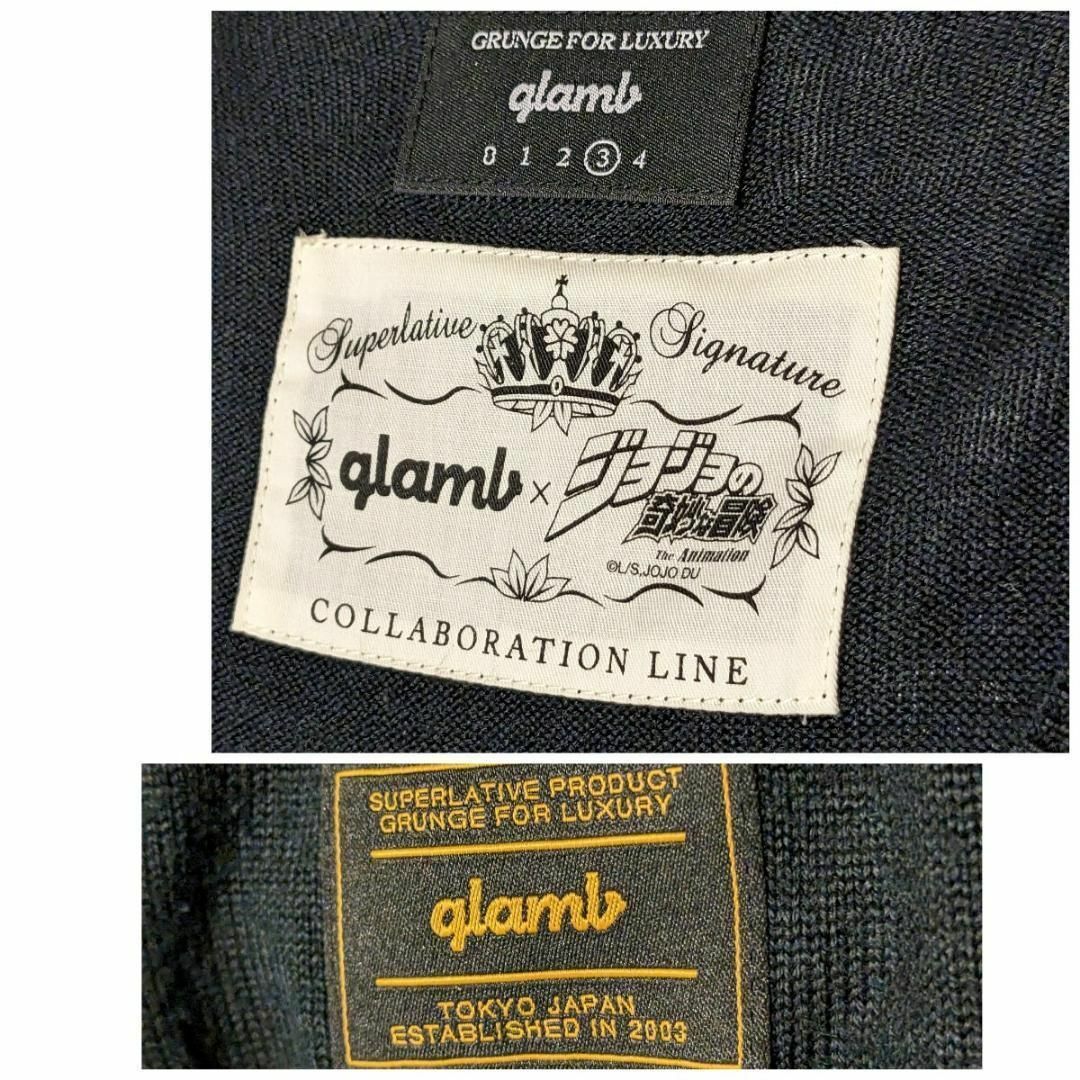 GRUNGE FOR LUXURY
glamb
0 1 2 3 4
Superlative Signature
glamb × ジョジョの
奇妙な冒険
The Animation
©L/S,JOJO DU
COLLABORATION LINE
SUPERLATIVE PRODUCT
GRUNGE FOR LUXURY
glamb
TOKYO JAPAN
ESTABLISHED IN 2003